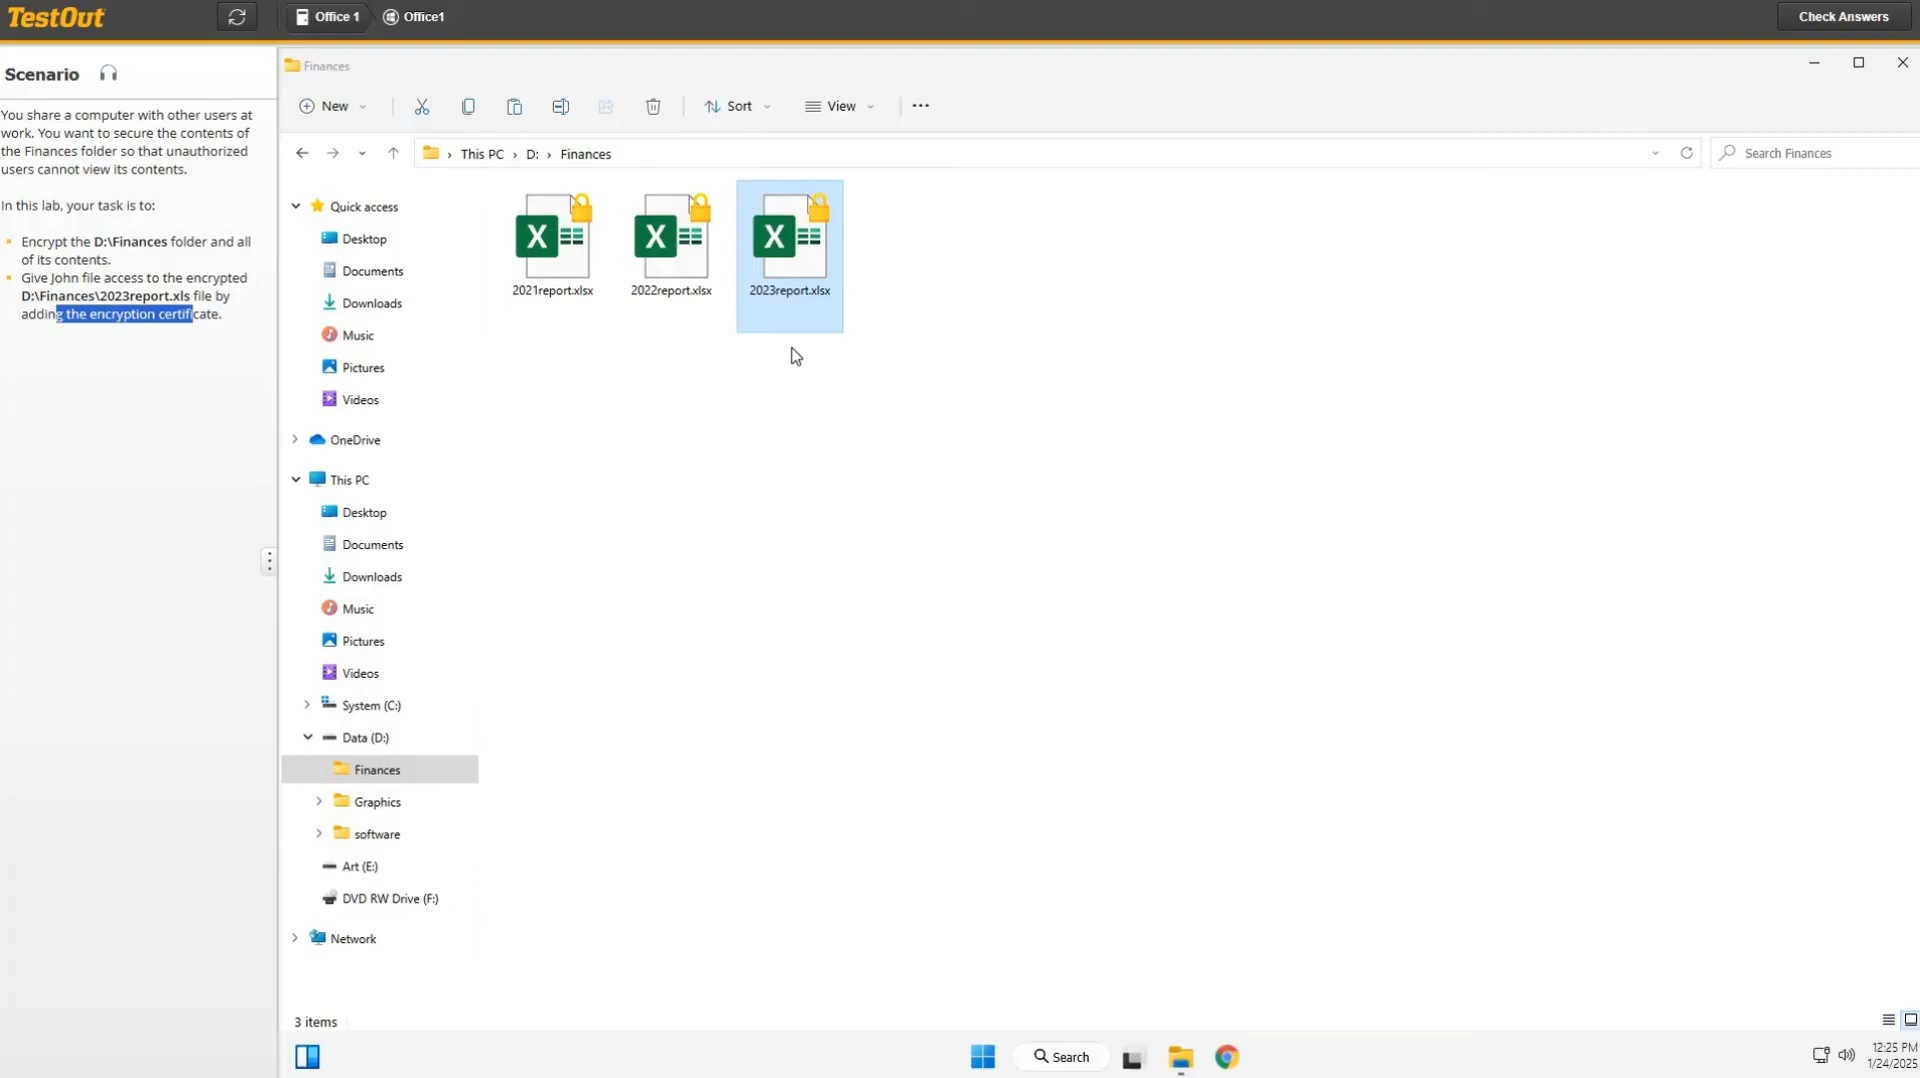 TestOut
Office 1
Office1
Check Answers
Scenario
You share a computer with other users at
work. You want to secure the contents of
the Finances folder so that unauthorized
users cannot view its contents.
In this lab, your task is to:
Encrypt the D:\Finances folder and all
of its contents.
Give John file access to the encrypted
D:\Finances\2023report.xls file by
adding the encryption certificate.
Finances
New
Sort
View
This PC
D:
Finances
Search Finances
Quick access
Desktop
Documents
Downloads
Music
Pictures
Videos
OneDrive
This PC
Desktop
Documents
Downloads
Music
Pictures
Videos
System (C:)
Data (D:)
Finances
Graphics
software
Art (E:)
DVD RW Drive (F:)
Network
2021report.xlsx
2022report.xlsx
2023report.xlsx
3 items
Search
12:25 PM
1/24/2025